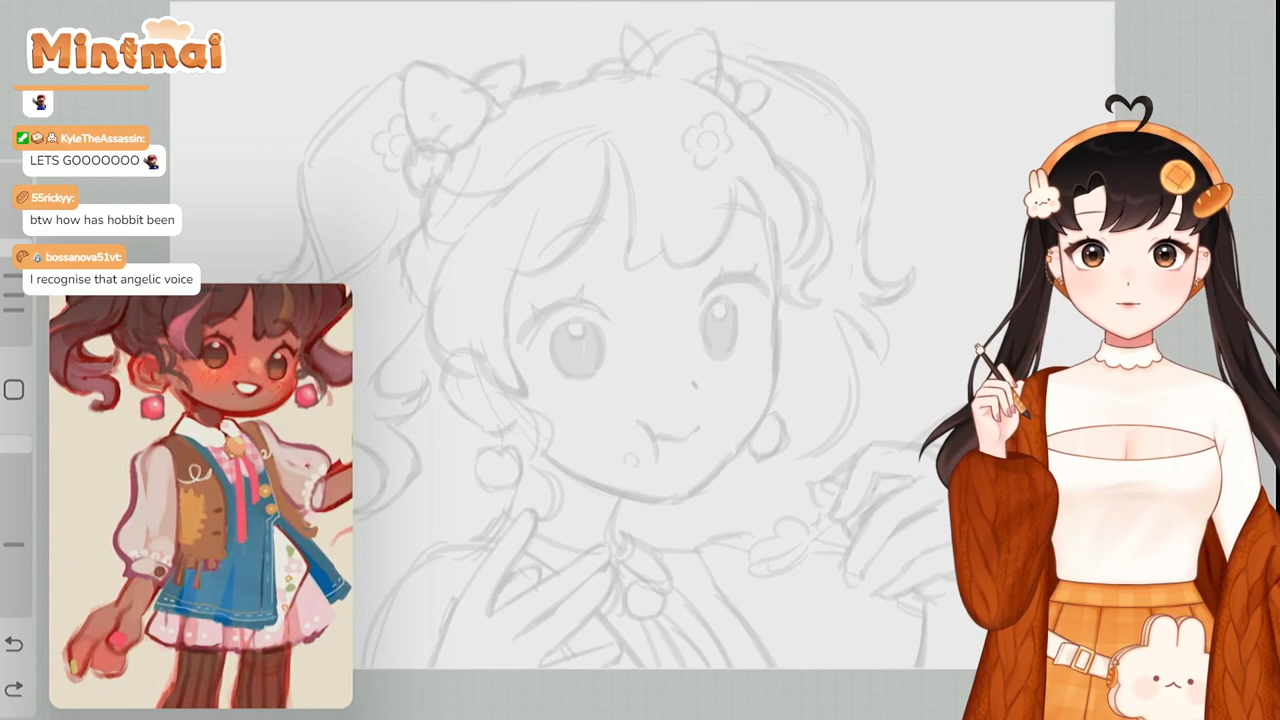 Mintmai
KyleTheAssassin:
LETS GOOOOOOO
55rickyy:
btw how has hobbit been
bossanova51vt:
I recognise that angelic voice